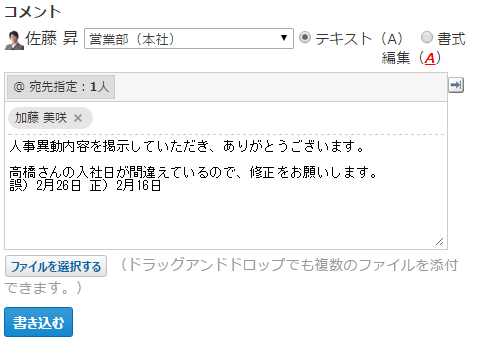 コメント
佐藤 昇 営業部（本社） テキスト（A） 書式
編集（A）
@ 宛先指定：1人
加藤 美咲 ×
人事異動内容を掲示していただき、ありがとうございます。
高橋さんの入社日が間違えているので、修正をお願いします。
誤）2月26日 正）2月16日
ファイルを選択する （ドラッグアンドドロップでも複数のファイルを添付
できます。）
書き込む